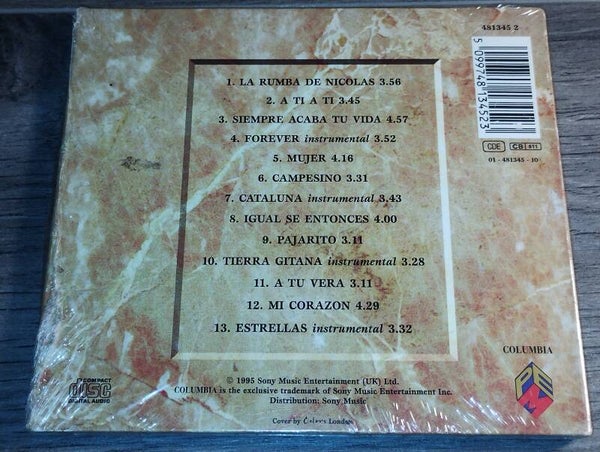 481345 2
5 099748 134523
CDE CB 811
01 - 481345 - 10
1. LA RUMBA DE NICOLAS 3.56
2. A TI A TI 3.45
3. SIEMPRE ACABA TU VIDA 4.57
4. FOREVER instrumental 3.52
5. MUJER 4.16
6. CAMPESINO 3.31
7. CATALUNA instrumental 3.43
8. IGUAL SE ENTONCES 4.00
9. PAJARITO 3.11
10. TIERRA GITANA instrumental 3.28
11. A TU VERA 3.11
12. MI CORAZON 4.29
13. ESTRELLAS instrumental 3.32
COLUMBIA
COMPACT
disc
DIGITAL AUDIO
© 1995 Sony Music Entertainment (UK) Ltd.
COLUMBIA is the exclusive trademark of Sony Music Entertainment Inc.
Distribution: Sony Music
Cover by London